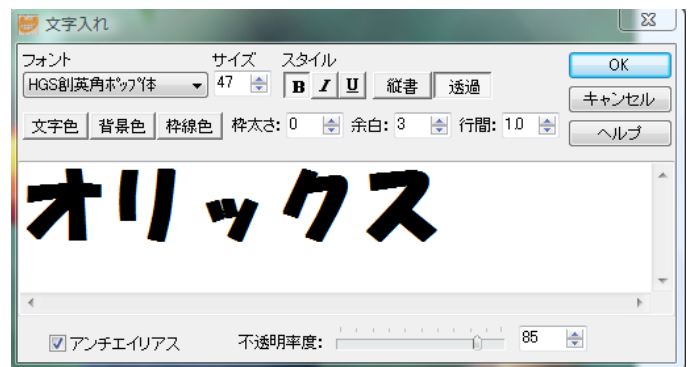 文字入れ
フォント サイズ スタイル
HGS創英角ポップ体 47 B I U 縦書 透過
OK
キャンセル
ヘルプ
文字色 背景色 枠線色 枠太さ: 0 余白: 3 行間: 1.0
オリックス
アンチエイリアス 不透明率度: 85